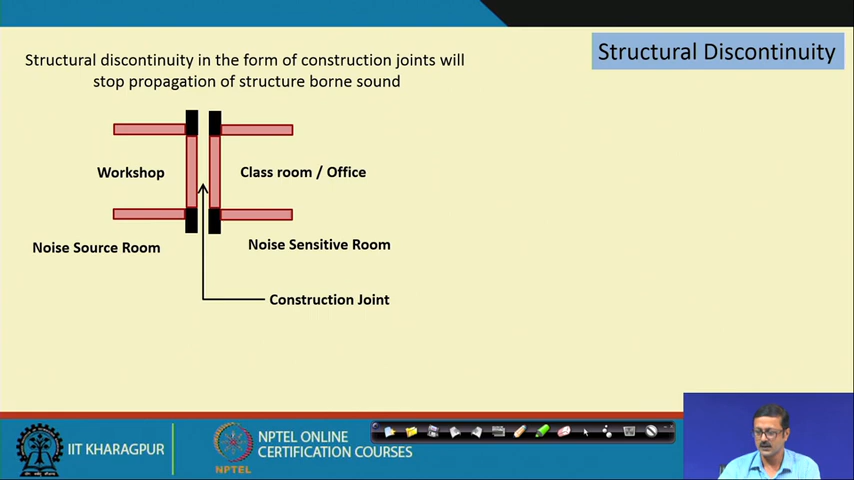 Structural Discontinuity
Structural discontinuity in the form of construction joints will
stop propagation of structure borne sound
Workshop
Class room / Office
Noise Source Room
Noise Sensitive Room
Construction Joint
IIT KHARAGPUR
NPTEL
NPTEL ONLINE
CERTIFICATION COURSES